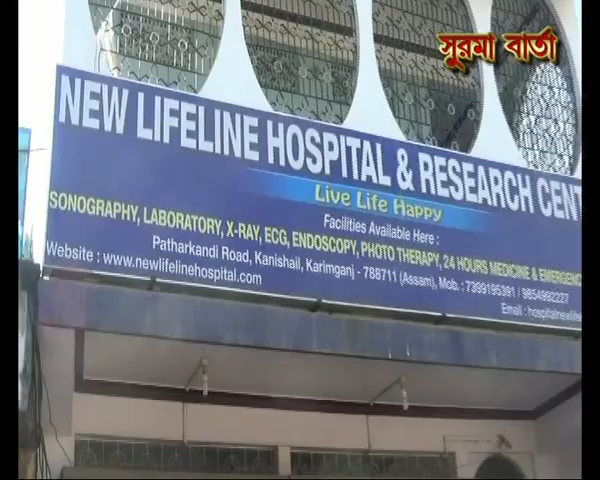 সুরমা বার্তা
NEW LIFELINE HOSPITAL & RESEARCH CENT
Live Life Happy
Facilities Available Here :
SONOGRAPHY, LABORATORY, X-RAY, ECG, ENDOSCOPY, PHOTO THERAPY, 24 HOURS MEDICINE & EMERGENC
Patharkandi Road, Kanishail, Karimganj - 788711 (Assam), Mob. : 7399195391 / 9854992227
Website : www.newlifelinehospital.com
Email :